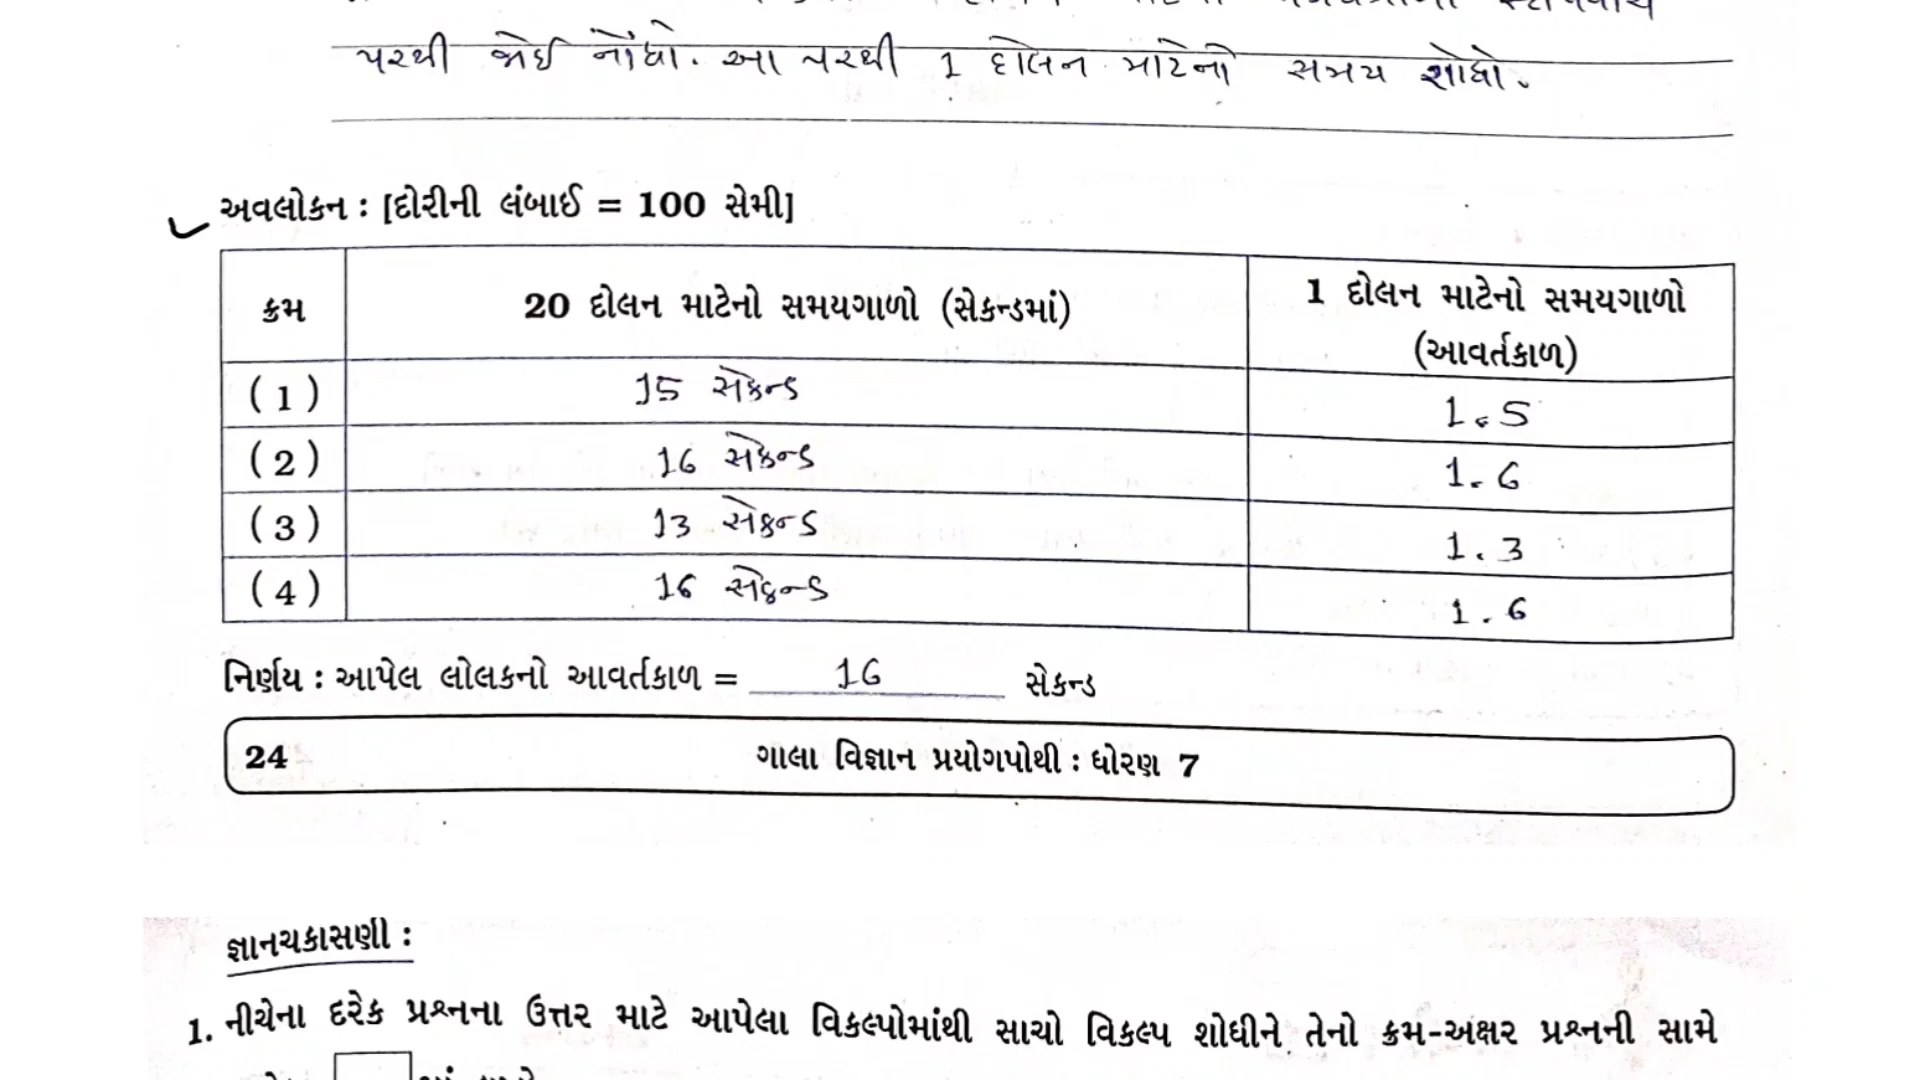 પરથી જોઈ નોંધો. આ પરથી 1 દોલન માટેનો સમય શોધો.
અવલોકન : [દોરીની લંબાઈ = 100 સેમી]
ક્રમ 20 દોલન માટેનો સમયગાળો (સેકન્ડમાં) 1 દોલન માટેનો સમયગાળો (આવર્તકાળ)
(1) 15 સેકન્ડ 1.5
(2) 16 સેકન્ડ 1.6
(3) 13 સેકન્ડ 1.3
(4) 16 સેકન્ડ 1.6
નિર્ણય : આપેલ લોલકનો આવર્તકાળ = 16 સેકન્ડ
24 ગાલા વિજ્ઞાન પ્રયોગપોથી : ધોરણ 7
જ્ઞાનચકાસણી :
1. નીચેના દરેક પ્રશ્નના ઉત્તર માટે આપેલા વિકલ્પોમાંથી સાચો વિકલ્પ શોધીને તેનો ક્રમ-અક્ષર પ્રશ્નની સામે